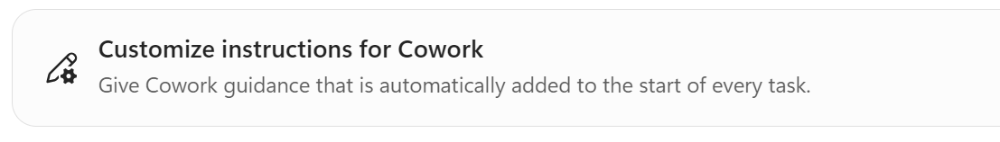 Customize instructions for Cowork
Give Cowork guidance that is automatically added to the start of every task.